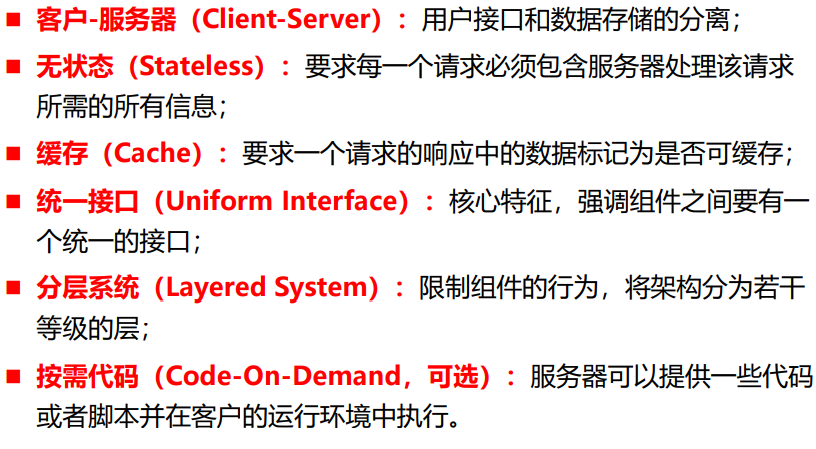 ■ 客户-服务器（Client-Server）：用户接口和数据存储的分离；
■ 无状态（Stateless）：要求每一个请求必须包含服务器处理该请求
所需的所有信息；
■ 缓存（Cache）：要求一个请求的响应中的数据标记为是否可缓存；
■ 统一接口（Uniform Interface）：核心特征，强调组件之间要有一
个统一的接口；
■ 分层系统（Layered System）：限制组件的行为，将架构分为若干
等级的层；
■ 按需代码（Code-On-Demand，可选）：服务器可以提供一些代码
或者脚本并在客户的运行环境中执行。